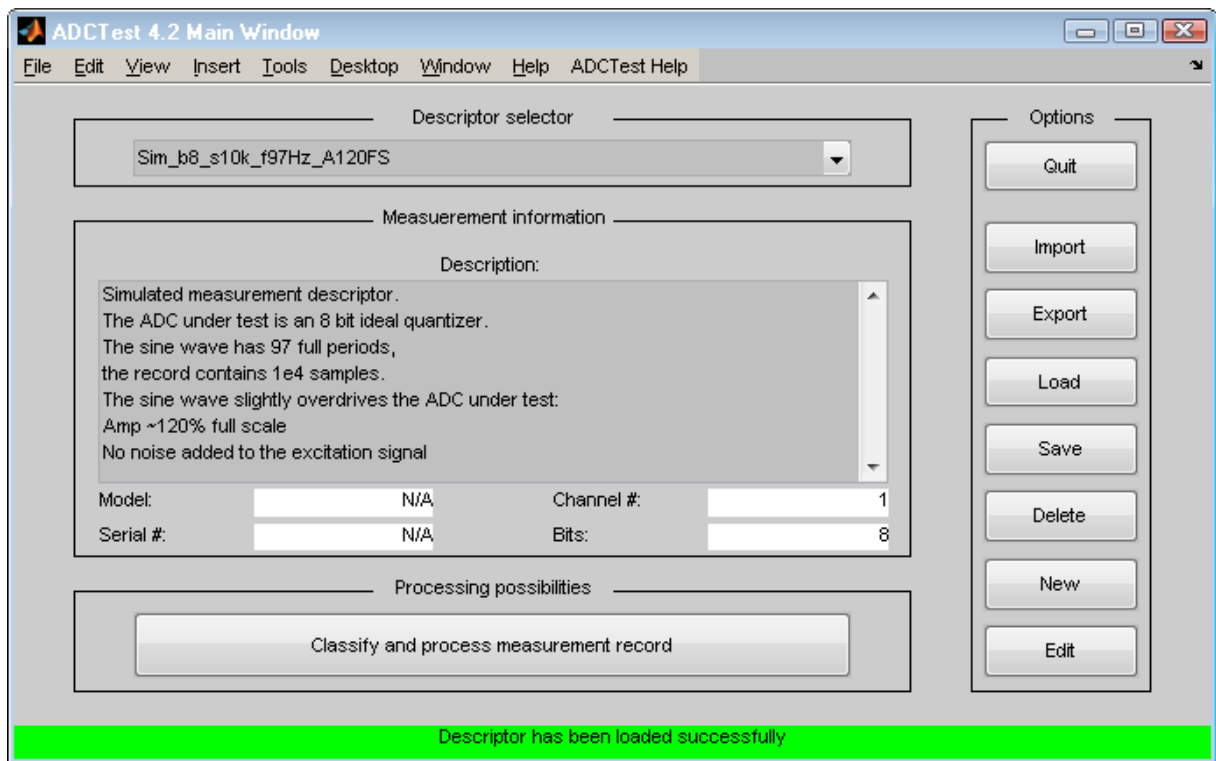 ADCTest 4.2 Main Window
File Edit View Insert Tools Desktop Window Help ADCTest Help
Descriptor selector
Sim_b8_s10k_f97Hz_A120FS
Measuerement information
Description:
Simulated measurement descriptor.
The ADC under test is an 8 bit ideal quantizer.
The sine wave has 97 full periods,
the record contains 1e4 samples.
The sine wave slightly overdrives the ADC under test:
Amp ~120% full scale
No noise added to the excitation signal
Model: N/A Channel #: 1
Serial #: N/A Bits: 8
Processing possibilities
Classify and process measurement record
Options
Quit
Import
Export
Load
Save
Delete
New
Edit
Descriptor has been loaded successfully